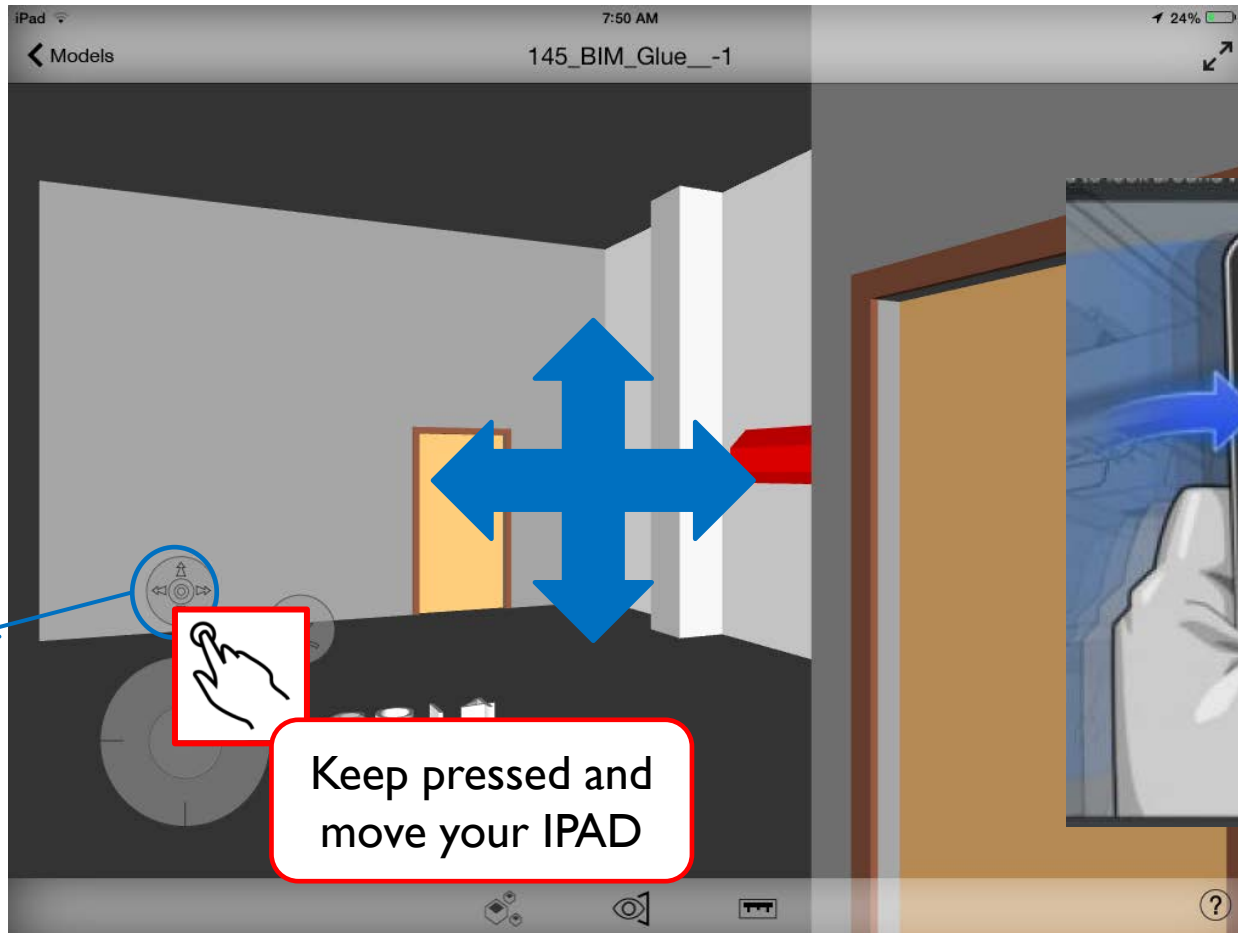 iPad 7:50 AM 24%
Models 145_BIM_Glue__-1
Keep pressed and
move your IPAD
?